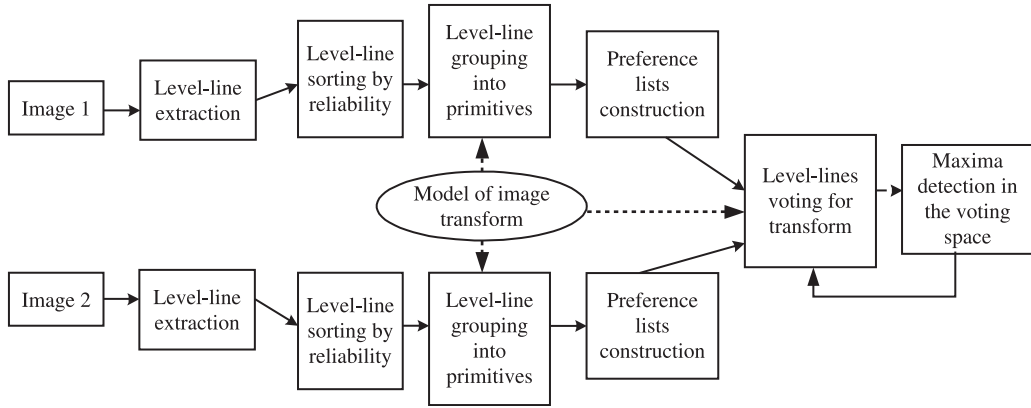 Image 1
Level-line
extraction
Level-line
sorting by
reliability
Level-line
grouping
into
primitives
Preference
lists
construction
Model of image
transform
Level-lines
voting for
transform
Maxima
detection in
the voting
space
Image 2
Level-line
extraction
Level-line
sorting by
reliability
Level-line
grouping
into
primitives
Preference
lists
construction